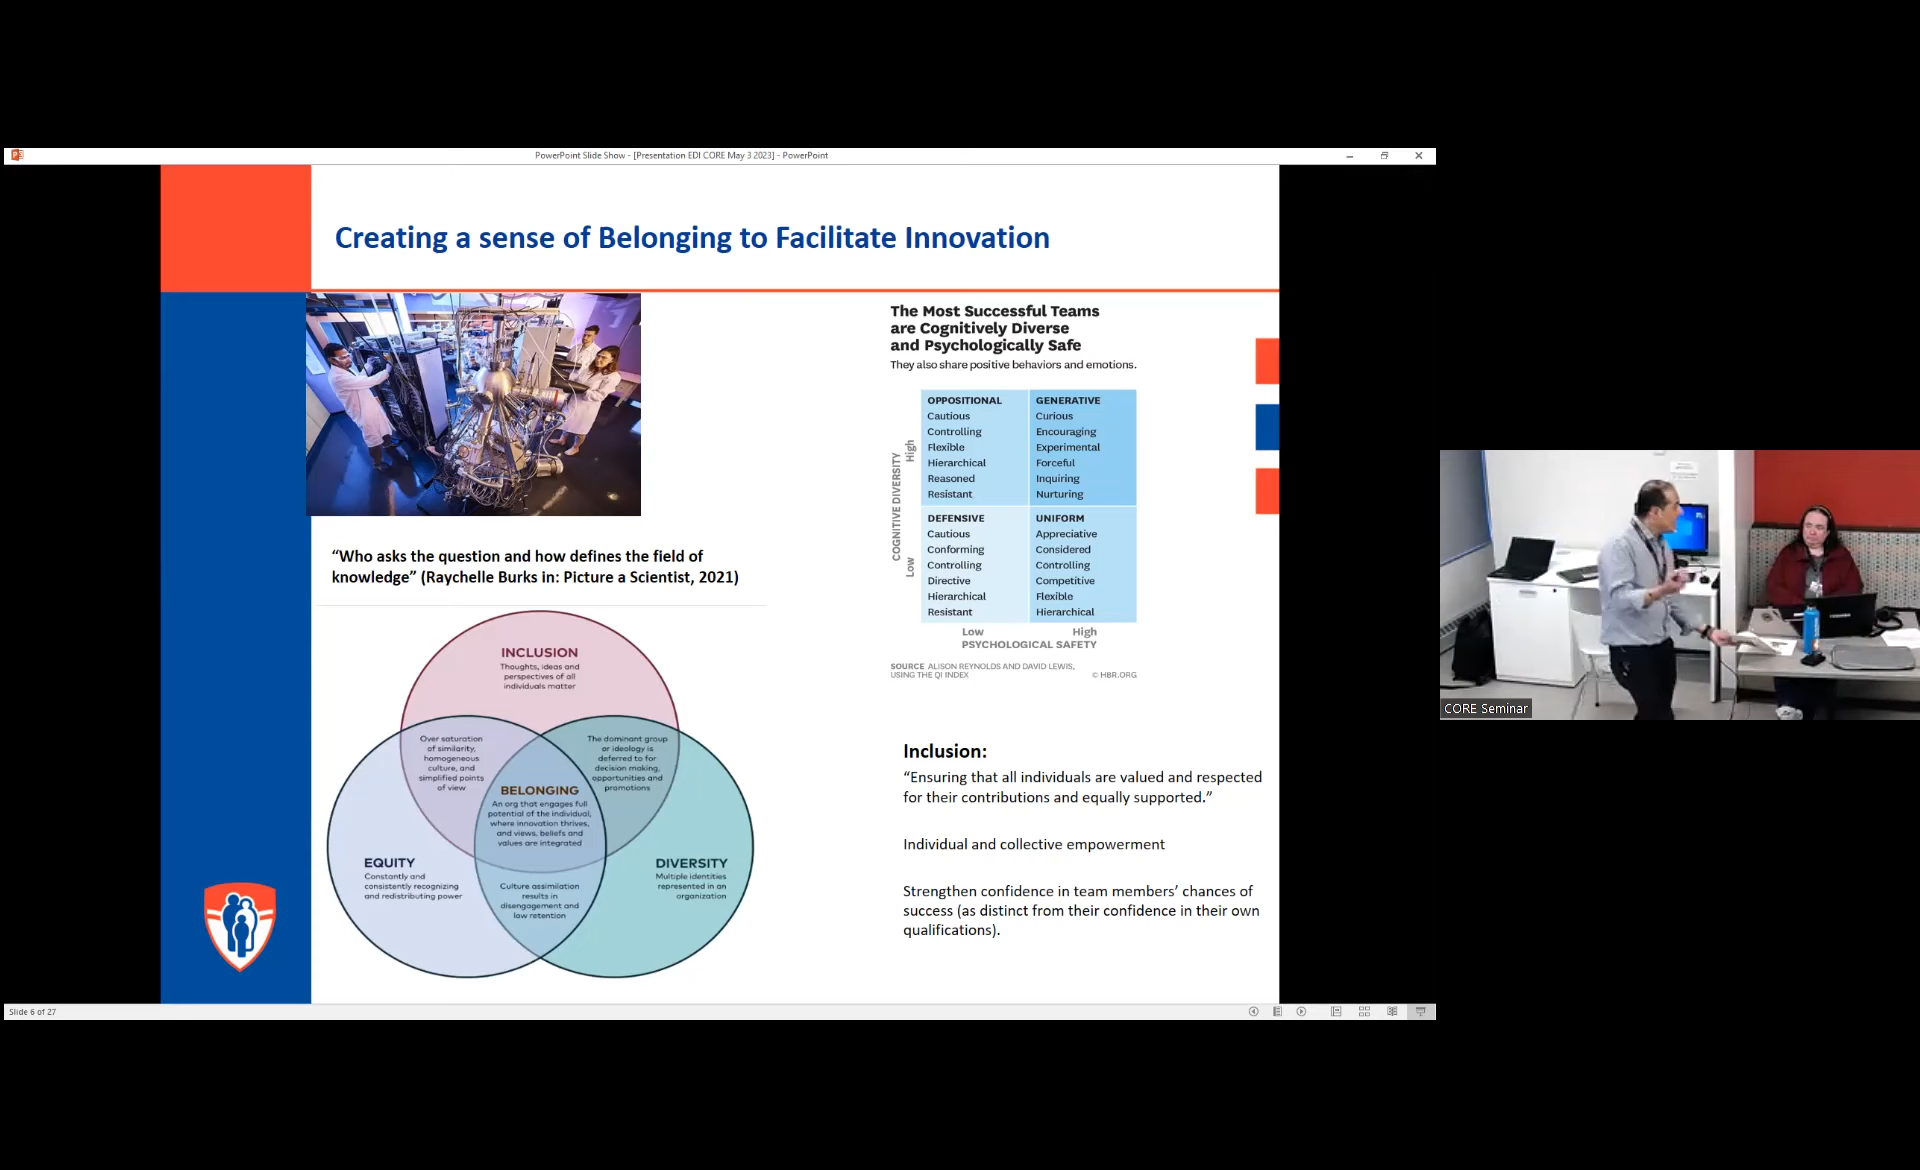 PowerPoint Slide Show - [Presentation EDI CORE May 3 2023] - PowerPoint
Creating a sense of Belonging to Facilitate Innovation
“Who asks the question and how defines the field of
knowledge” (Raychelle Burks in: Picture a Scientist, 2021)
INCLUSION
Thoughts, ideas and
perspectives of all
individuals matter
Over saturation
of similarity,
homogeneous
culture, and
simplified points
of view
The dominant group
or ideology is
deferred to for
decision making,
opportunities and
promotions
BELONGING
An org that engages full
potential of the individual,
where innovation thrives,
and views, beliefs and
values are integrated
EQUITY
Constantly and
consistently recognizing
and redistributing power
DIVERSITY
Multiple identities
represented in an
organization
Culture assimilation
results in
disengagement and
low retention
The Most Successful Teams
are Cognitively Diverse
and Psychologically Safe
They also share positive behaviors and emotions.
COGNITIVE DIVERSITY
High
Low
OPPOSITIONAL
Cautious
Controlling
Flexible
Hierarchical
Reasoned
Resistant
GENERATIVE
Curious
Encouraging
Experimental
Forceful
Inquiring
Nurturing
DEFENSIVE
Cautious
Conforming
Controlling
Directive
Hierarchical
Resistant
UNIFORM
Appreciative
Considered
Controlling
Competitive
Flexible
Hierarchical
Low High
PSYCHOLOGICAL SAFETY
SOURCE ALISON REYNOLDS AND DAVID LEWIS,
USING THE QI INDEX © HBR.ORG
Inclusion:
“Ensuring that all individuals are valued and respected
for their contributions and equally supported.”
Individual and collective empowerment
Strengthen confidence in team members’ chances of
success (as distinct from their confidence in their own
qualifications).
CORE Seminar
Slide 6 of 27